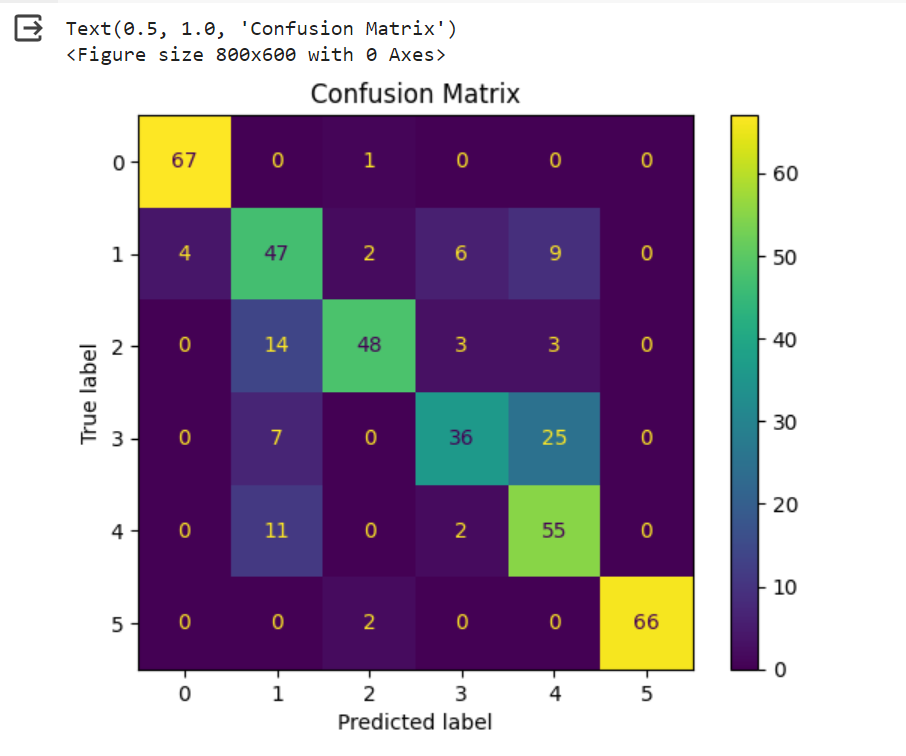 Text(0.5, 1.0, 'Confusion Matrix')
<Figure size 800x600 with 0 Axes>
Confusion Matrix
0 67 0 1 0 0 0
1 4 47 2 6 9 0
2 0 14 48 3 3 0
3 0 7 0 36 25 0
4 0 11 0 2 55 0
5 0 0 2 0 0 66
0 1 2 3 4 5
True label
Predicted label
60
50
40
30
20
10
0